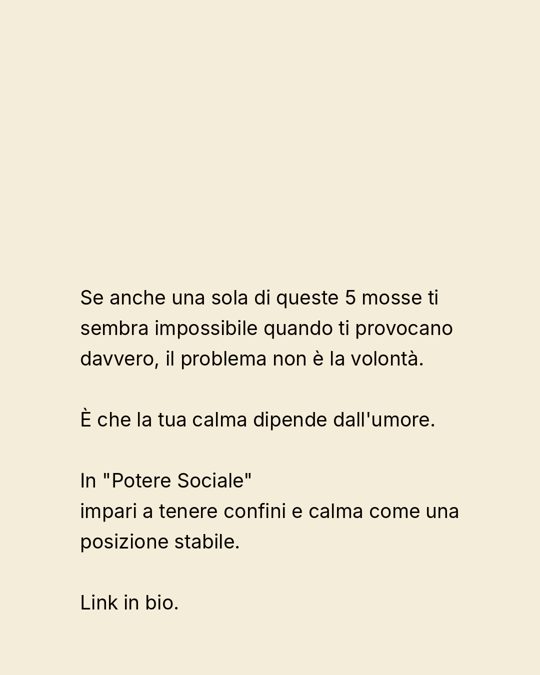 Se anche una sola di queste 5 mosse ti
sembra impossibile quando ti provocano
davvero, il problema non è la volontà.
È che la tua calma dipende dall'umore.
In "Potere Sociale"
impari a tenere confini e calma come una
posizione stabile.
Link in bio.